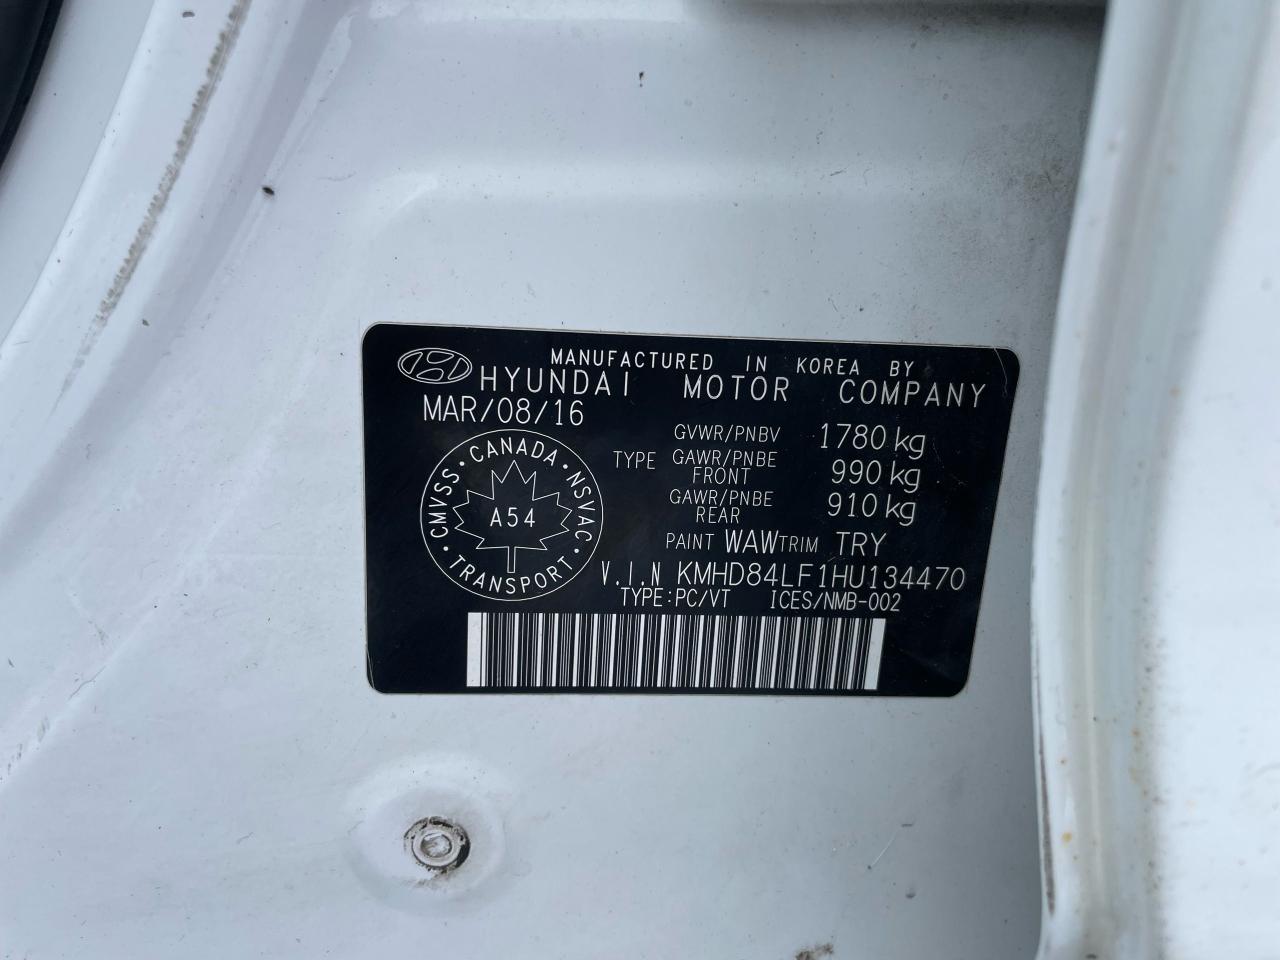 MANUFACTURED IN KOREA BY
HYUNDAI MOTOR COMPANY
MAR/08/16
GVWR/PNBV 1780 kg
TYPE GAWR/PNBE FRONT 990 kg
GAWR/PNBE REAR 910 kg
PAINT WAW TRIM TRY
V.I.N KMHD84LF1HU134470
TYPE:PC/VT ICES/NMB-002
CMVSS • CANADA • NSVAC • TRANSPORT •
A54